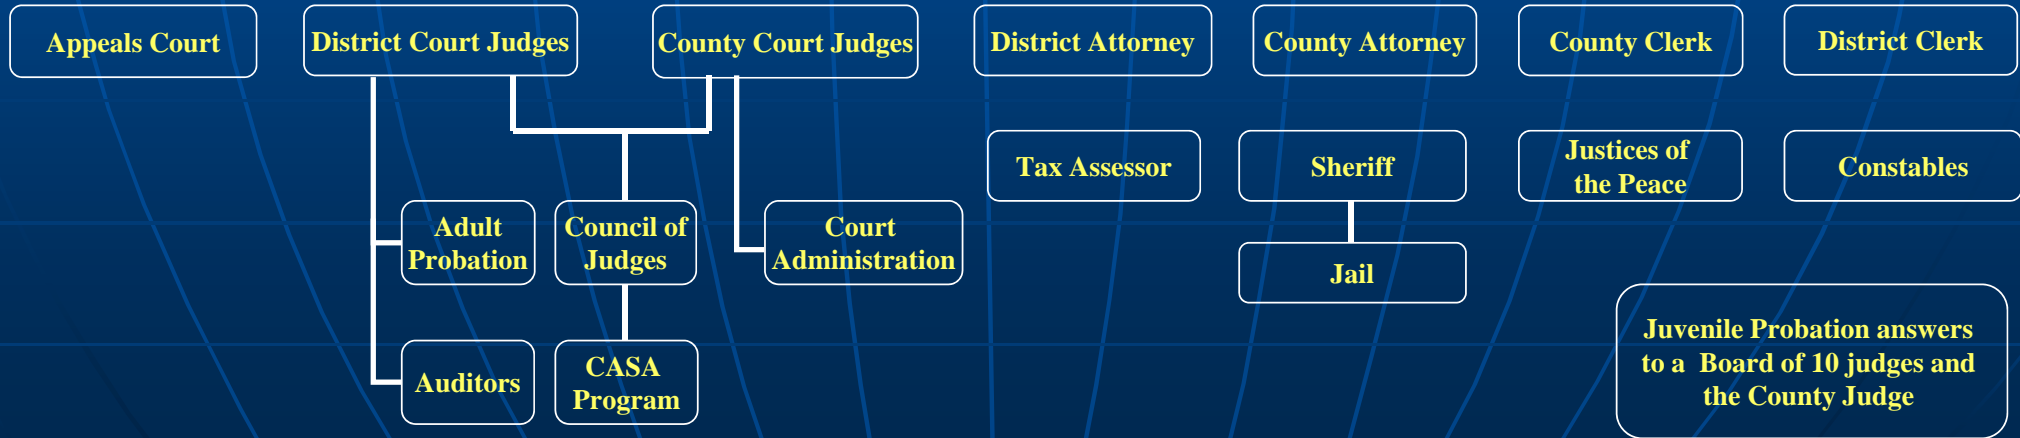 Appeals Court
District Court Judges
County Court Judges
District Attorney
County Attorney
County Clerk
District Clerk
Tax Assessor
Sheriff
Justices of
the Peace
Constables
Adult
Probation
Council of
Judges
Court
Administration
Jail
Auditors
CASA
Program
Juvenile Probation answers
to a Board of 10 judges and
the County Judge